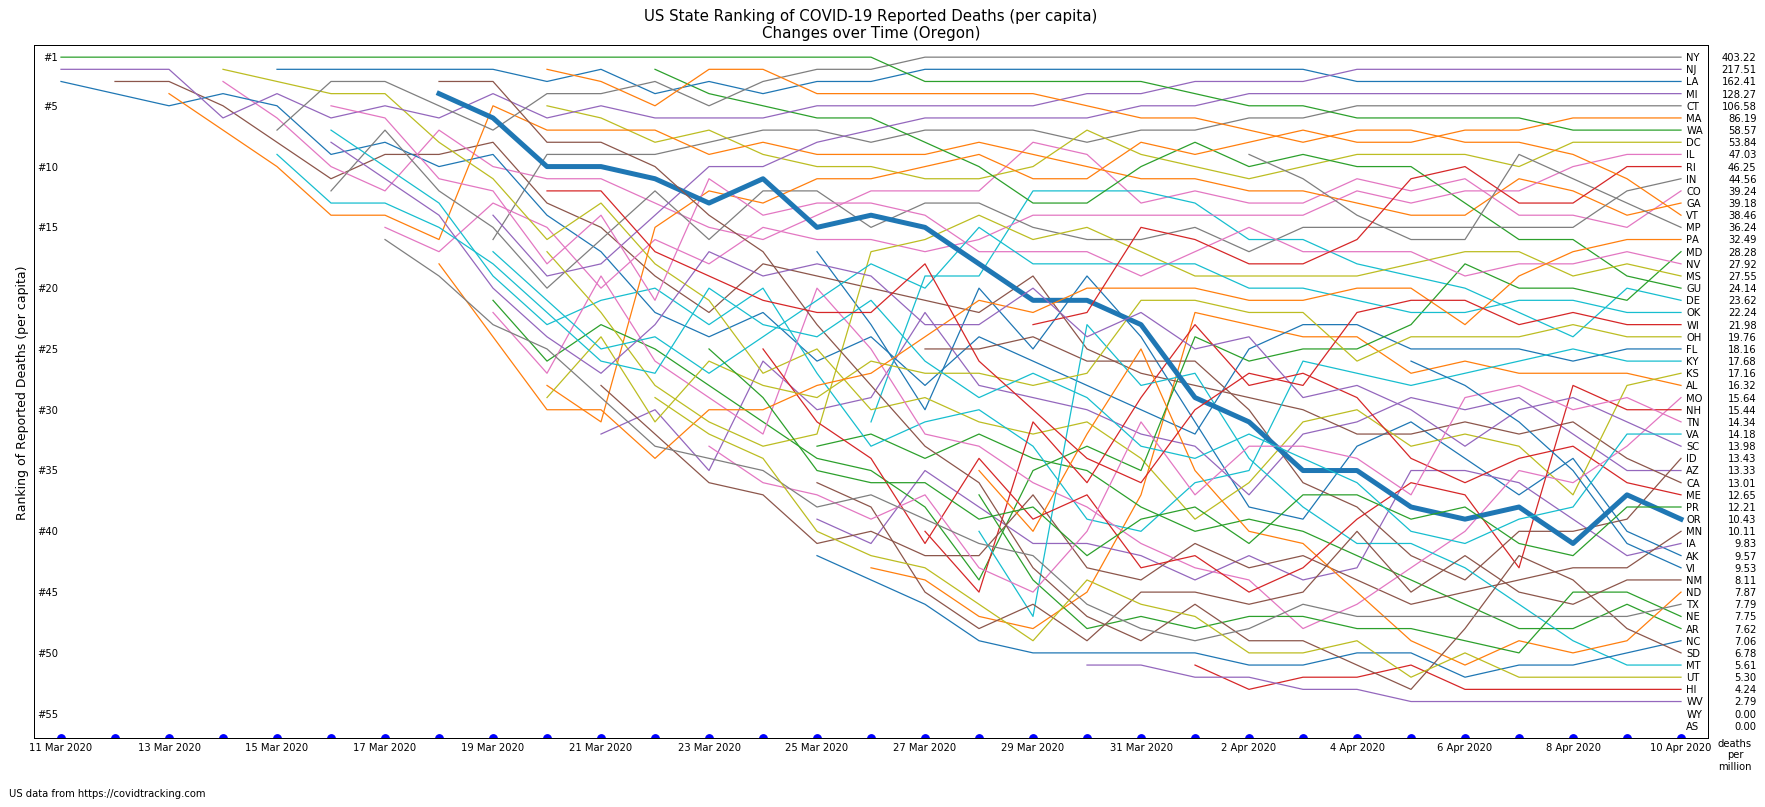 US State Ranking of COVID-19 Reported Deaths (per capita)
Changes over Time (Oregon)
Ranking of Reported Deaths (per capita)
#1
#5
#10
#15
#20
#25
#30
#35
#40
#45
#50
#55
NY 403.22
NJ 217.51
LA 162.41
MI 128.27
CT 106.58
MA 86.19
WA 58.57
DC 53.84
IL 47.03
RI 46.25
IN 44.56
CO 39.24
GA 39.18
VT 38.46
MP 36.24
PA 32.49
MD 28.28
NV 27.92
MS 27.55
GU 24.14
DE 23.62
OK 22.24
WI 21.98
OH 19.76
FL 18.16
KY 17.68
KS 17.16
AL 16.32
MO 15.64
NH 15.44
TN 14.34
VA 14.18
SC 13.98
ID 13.43
AZ 13.33
CA 13.01
ME 12.65
PR 12.21
OR 10.43
MN 10.11
IA 9.83
AK 9.57
VI 9.53
NM 8.11
ND 7.87
TX 7.79
NE 7.75
AR 7.62
NC 7.06
SD 6.78
MT 5.61
UT 5.30
HI 4.24
WV 2.79
WY 0.00
AS 0.00
11 Mar 2020 13 Mar 2020 15 Mar 2020 17 Mar 2020 19 Mar 2020 21 Mar 2020 23 Mar 2020 25 Mar 2020 27 Mar 2020 29 Mar 2020 31 Mar 2020 2 Apr 2020 4 Apr 2020 6 Apr 2020 8 Apr 2020 10 Apr 2020
deaths
per
million
US data from https://covidtracking.com